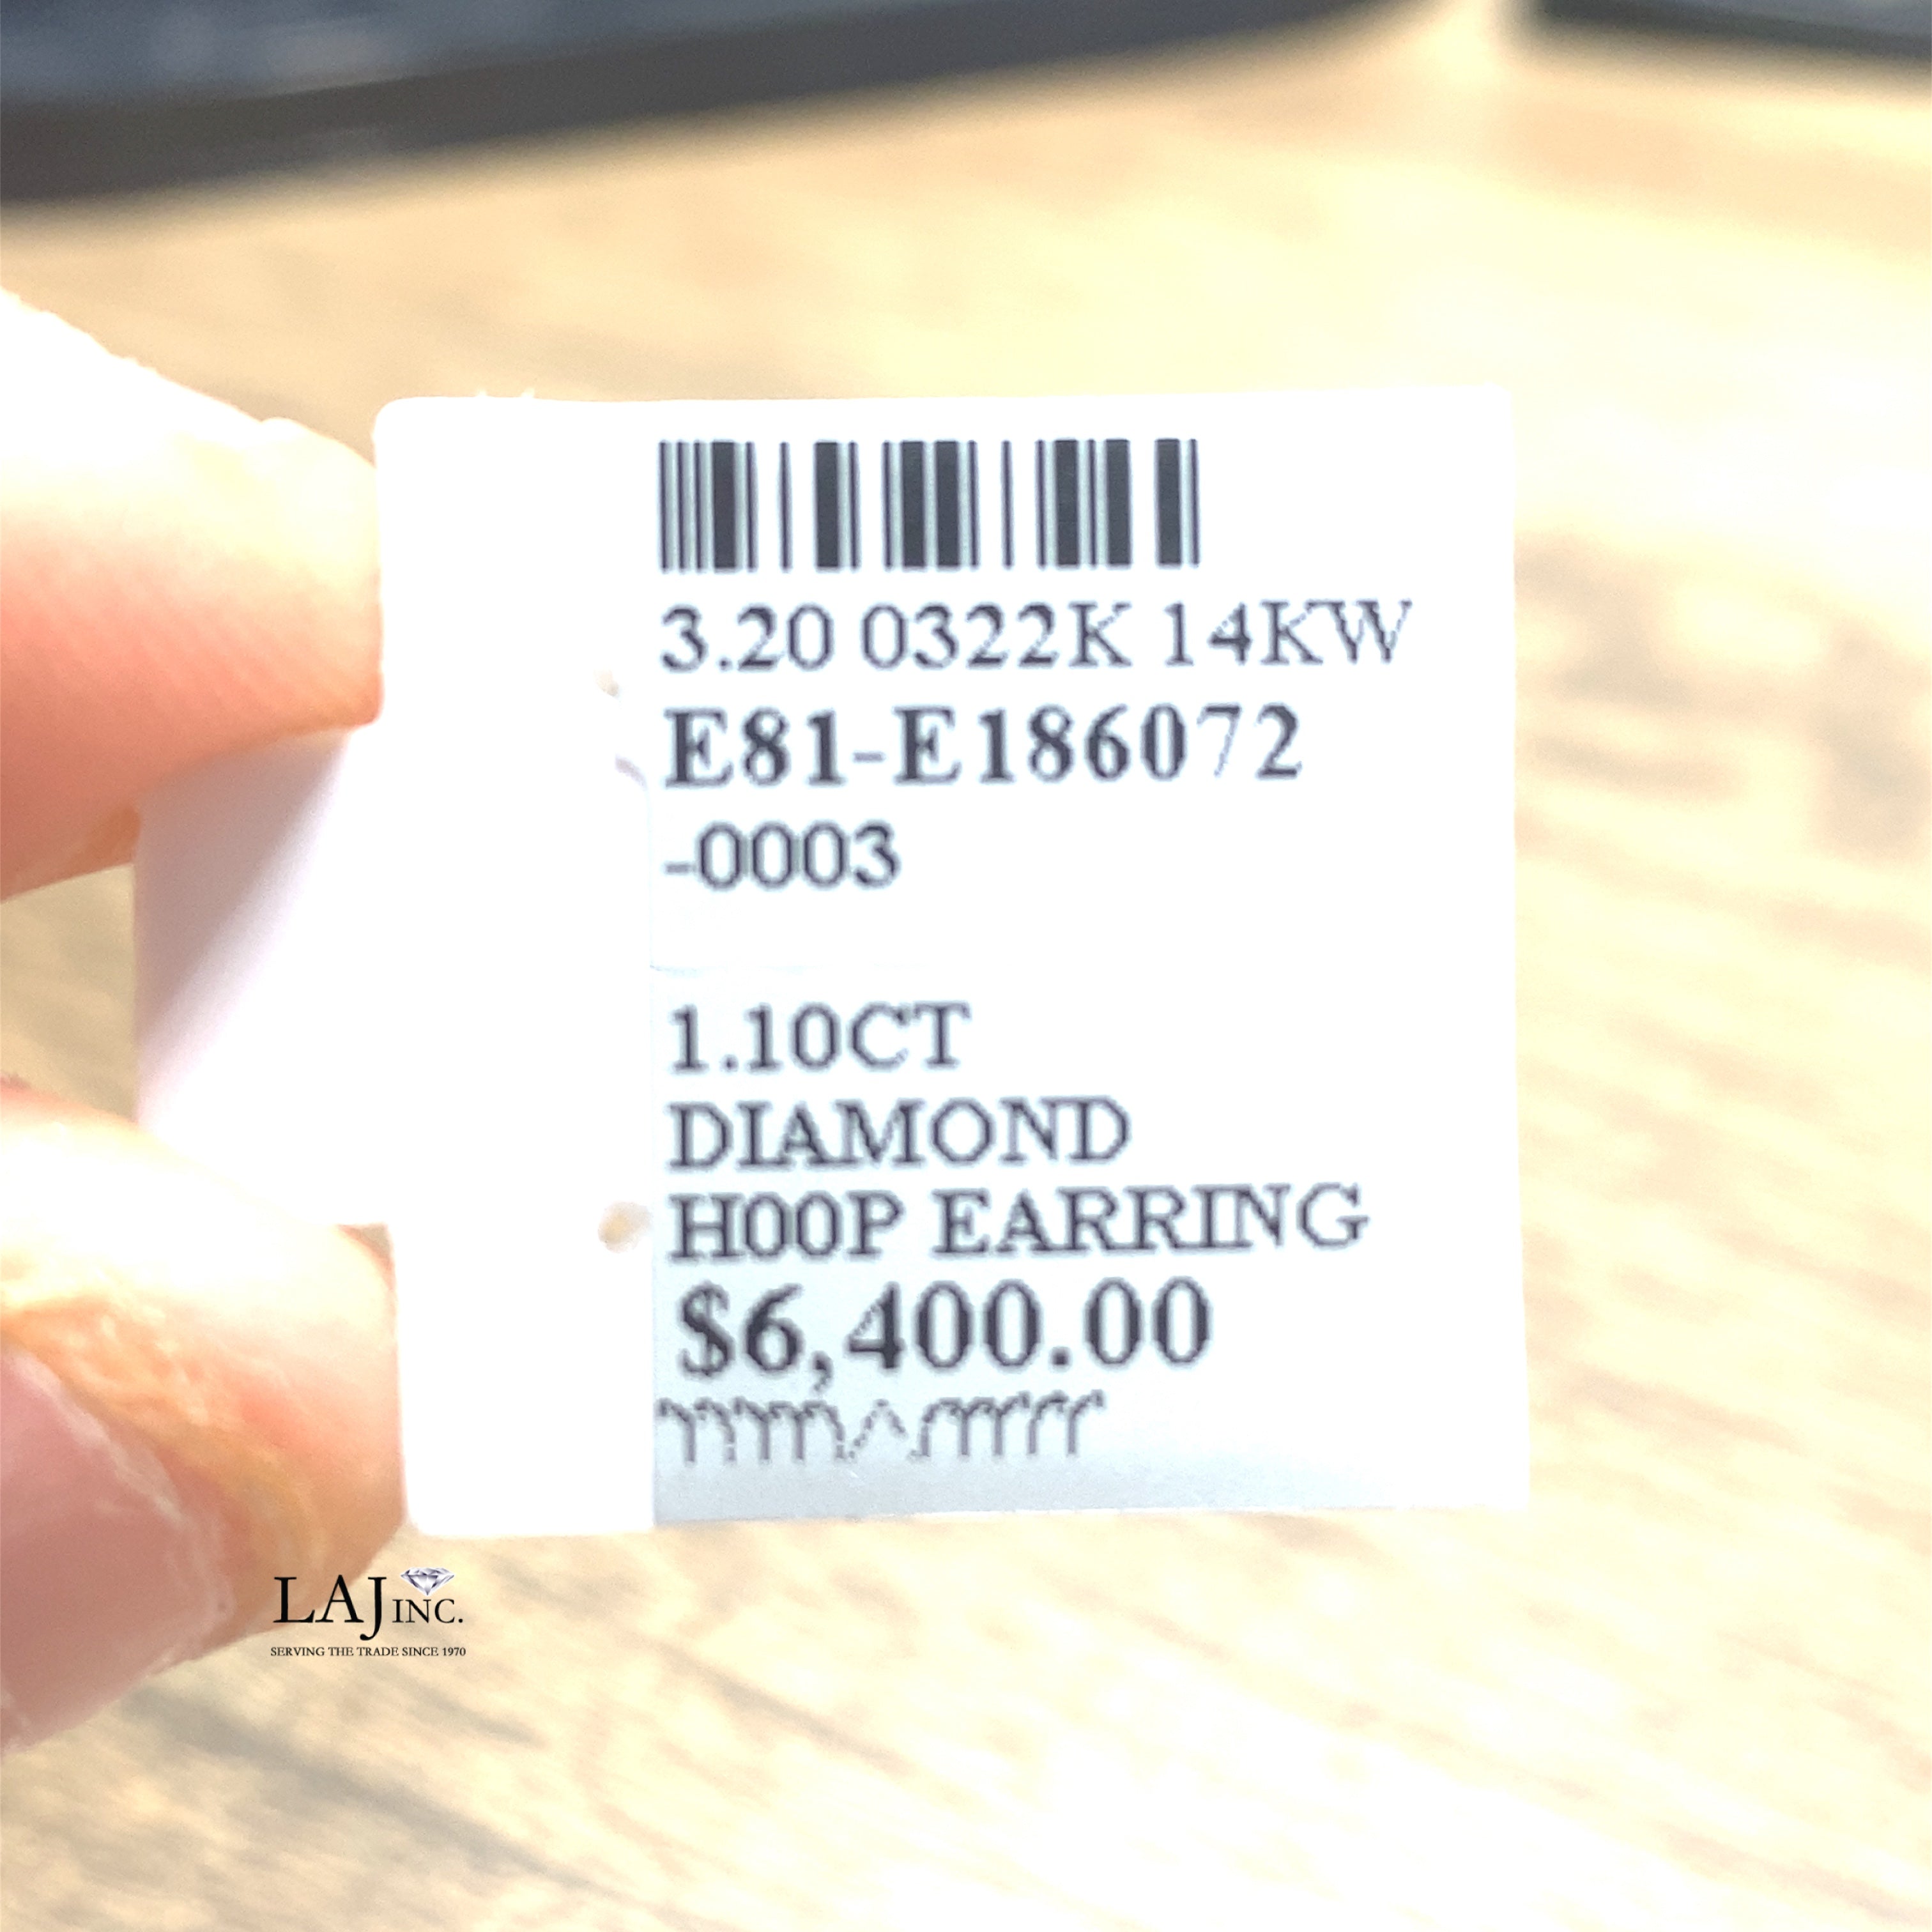 3.20 0322K 14KW
E81-E186072
-0003
1.10CT
DIAMOND
HOOP EARRING
$6,400.00
LAJ INC.
SERVING THE TRADE SINCE 1970